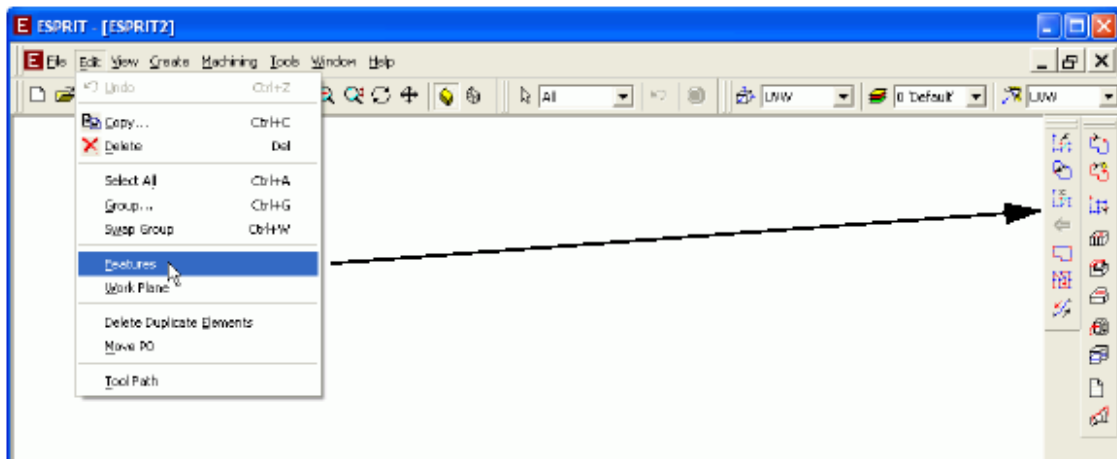 ESPRIT - [ESPRIT2]
File Edit View Create Machining Tools Window Help
Undo Ctrl+Z
All UVW 0 'Default' UVW
Copy... Ctrl+C
Delete Del
Select All Ctrl+A
Group... Ctrl+G
Swap Group Ctrl+W
Features
Work Plane
Delete Duplicate Elements
Move P0
Tool Path